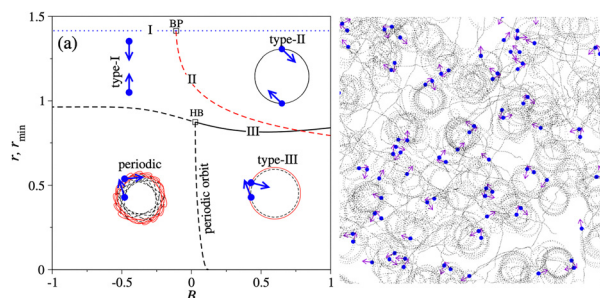 1.5
1
0.5
0
r, r_min
(a)
I
BP
type-I
II
type-II
HB
III
periodic
periodic orbit
type-III
-1
-0.5
0
0.5
1
R